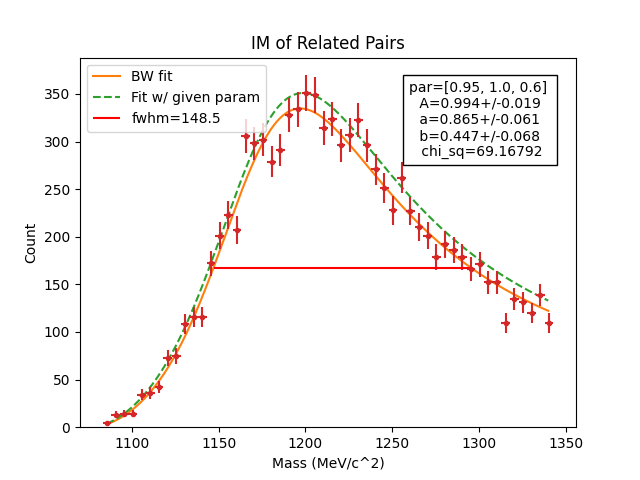 IM of Related Pairs
BW fit
Fit w/ given param
fwhm=148.5
par=[0.95, 1.0, 0.6]
A=0.994+/-0.019
a=0.865+/-0.061
b=0.447+/-0.068
chi_sq=69.16792
Count
350
300
250
200
150
100
50
0
1100 1150 1200 1250 1300 1350
Mass (MeV/c^2)